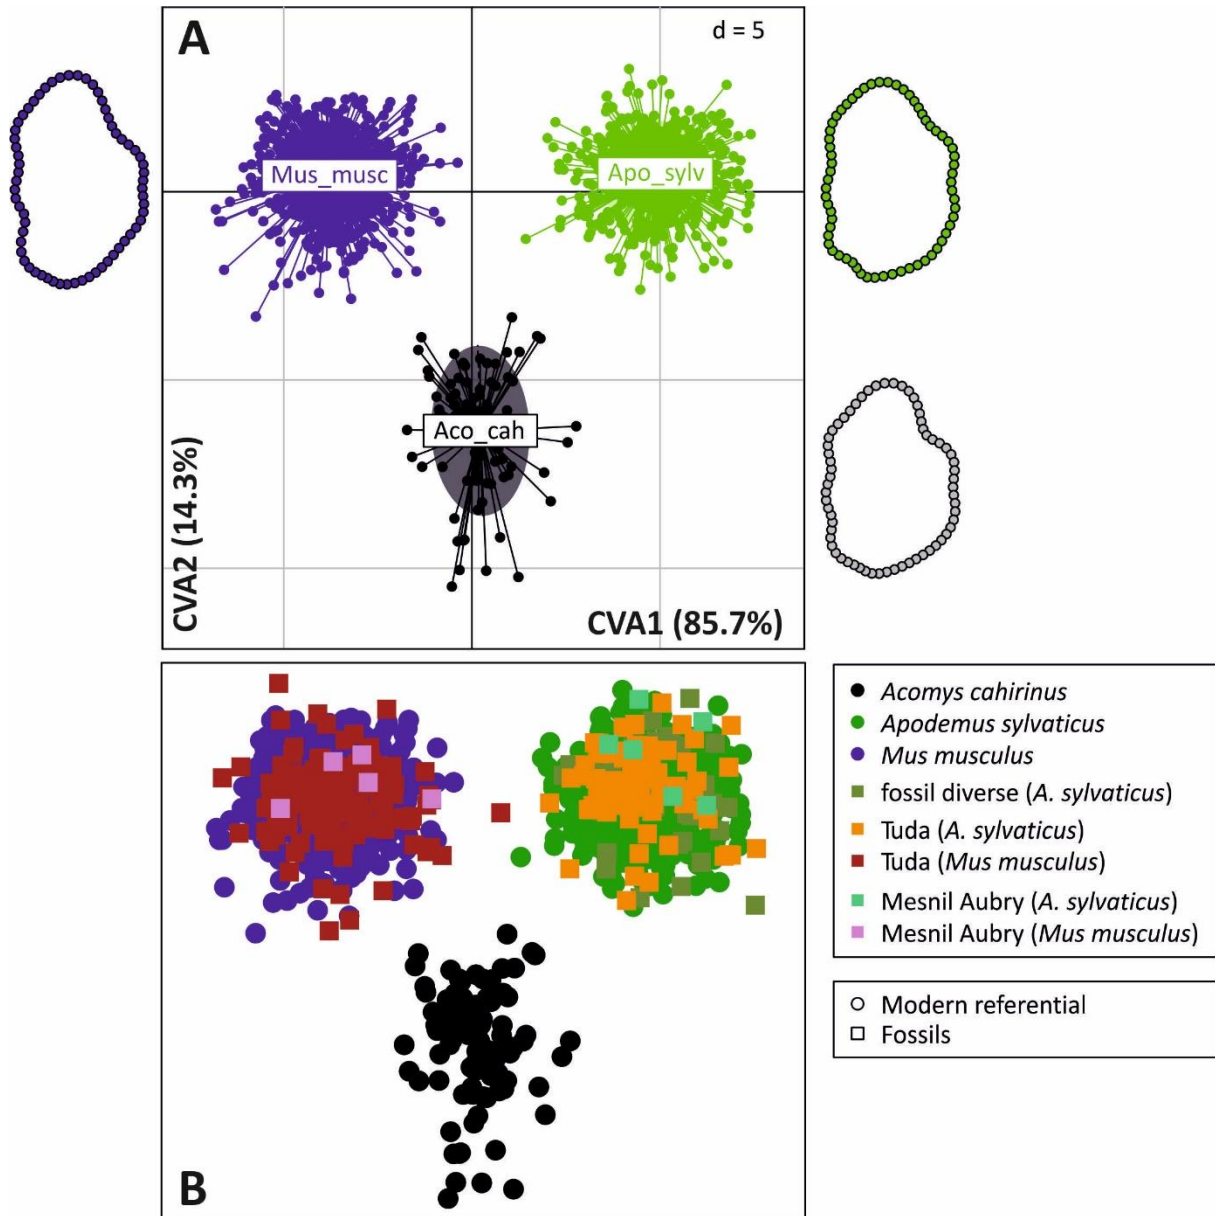 A
d = 5
Mus_musc
Apo_sylv
Aco_cah
CVA2 (14.3%)
CVA1 (85.7%)
B
Acomys cahirinus
Apodemus sylvaticus
Mus musculus
fossil diverse (A. sylvaticus)
Tuda (A. sylvaticus)
Tuda (Mus musculus)
Mesnil Aubry (A. sylvaticus)
Mesnil Aubry (Mus musculus)
Modern referential
Fossils